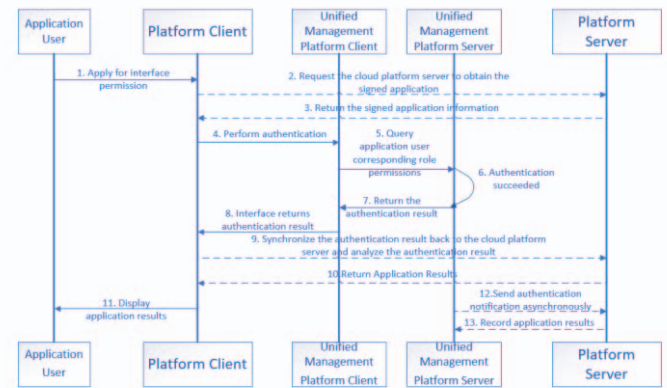 Application
User
Platform Client
Unified
Management
Platform Client
Unified
Management
Platform Server
Platform
Server
1. Apply for interface
permission
2. Request the cloud platform server to obtain the
signed application
3. Return the signed application information
4. Perform authentication
5. Query
application user
corresponding role
permissions
6. Authentication
succeeded
7. Return the
authentication result
8. Interface returns
authentication result
9. Synchronize the authentication result back to the cloud platform
server and analyze the authentication result
10.Return Application Results
11. Display
application results
12.Send authentication
notification asynchronously
13. Record application results
Application
User
Platform Client
Unified
Management
Platform Client
Unified
Management
Platform Server
Platform
Server